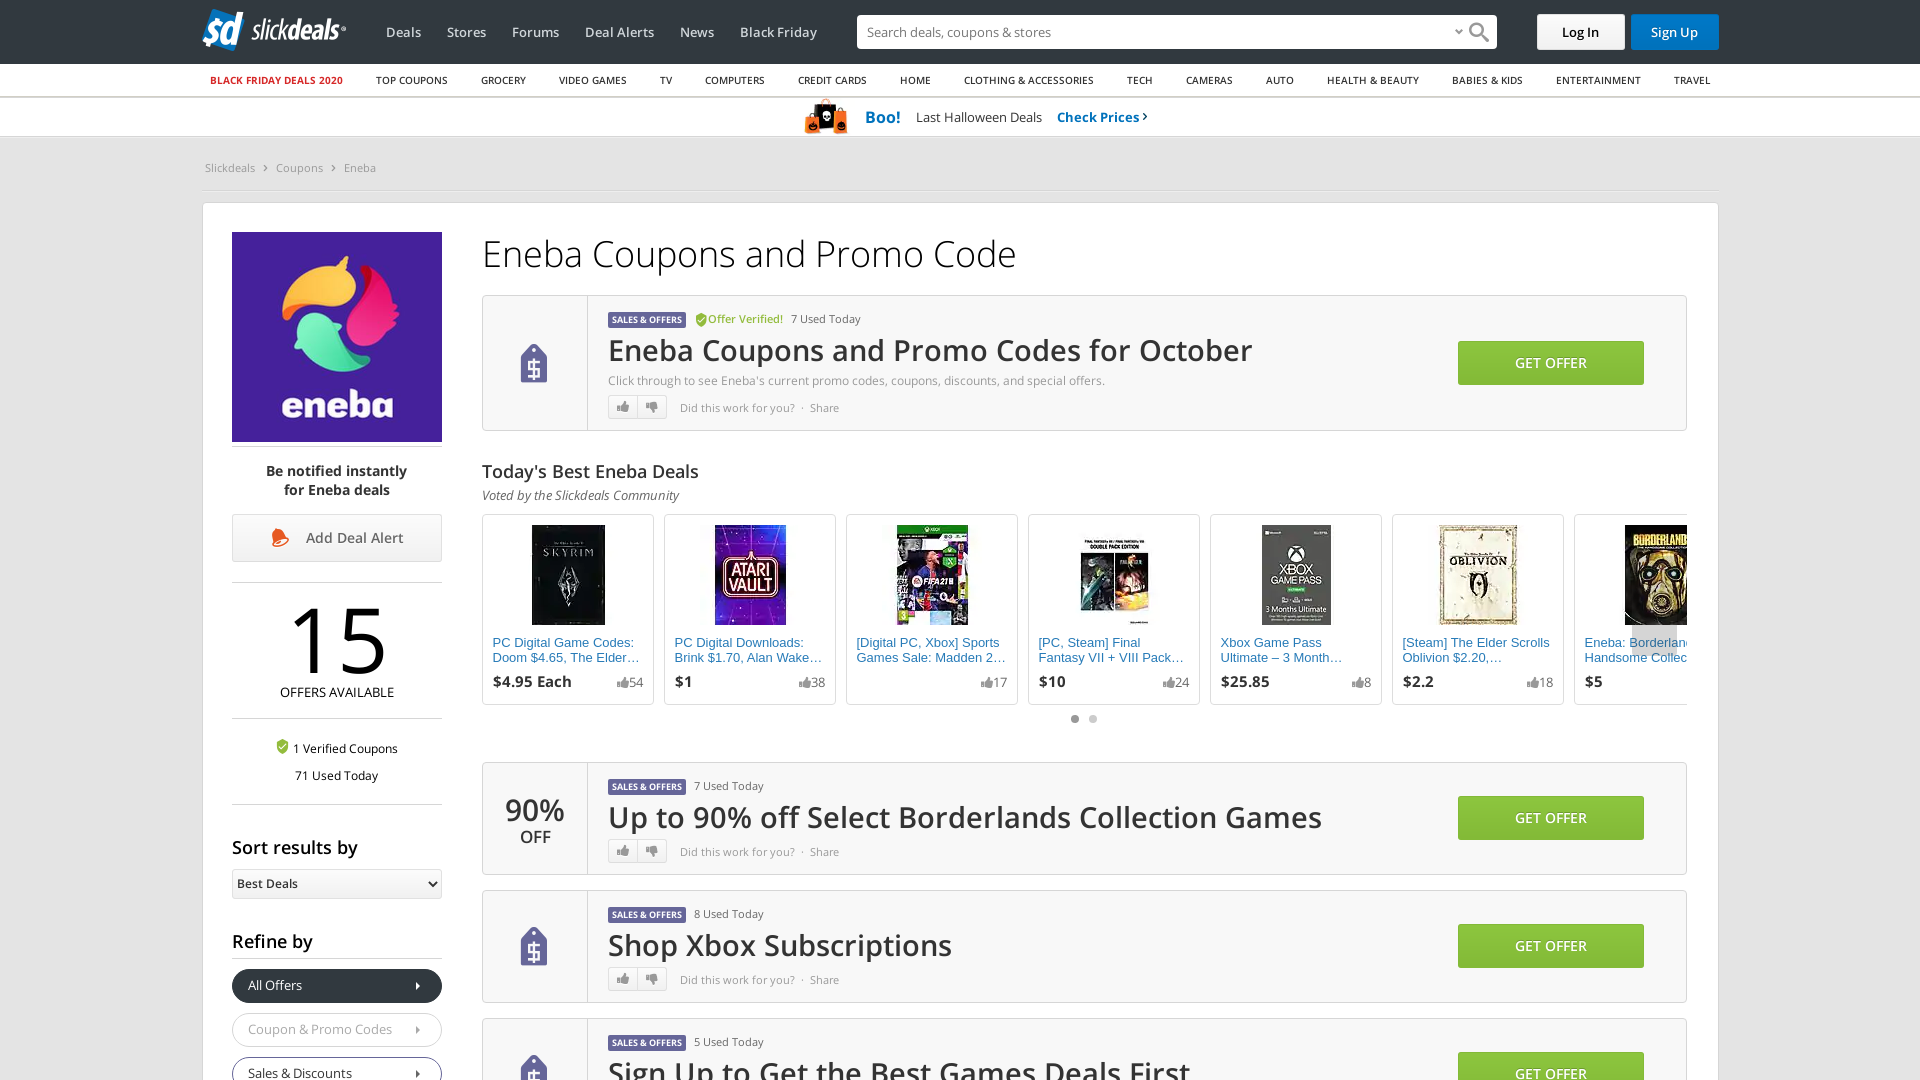 slickdeals
Deals
Stores
Forums
Deal Alerts
News
Black Friday
Search deals, coupons & stores
Log In
Sign Up
BLACK FRIDAY DEALS 2020
TOP COUPONS
GROCERY
VIDEO GAMES
TV
COMPUTERS
CREDIT CARDS
HOME
CLOTHING & ACCESSORIES
TECH
CAMERAS
AUTO
HEALTH & BEAUTY
BABIES & KIDS
ENTERTAINMENT
TRAVEL
Boo! Last Halloween Deals Check Prices
Slickdeals > Coupons > Eneba
eneba
Be notified instantly
for Eneba deals
Add Deal Alert
15
OFFERS AVAILABLE
1 Verified Coupons
71 Used Today
Sort results by
Best Deals
Refine by
All Offers
Coupon & Promo Codes
Sales & Discounts
Eneba Coupons and Promo Code
SALES & OFFERS Offer Verified! 7 Used Today
Eneba Coupons and Promo Codes for October
Click through to see Eneba's current promo codes, coupons, discounts, and special offers.
Did this work for you? · Share
GET OFFER
Today's Best Eneba Deals
Voted by the Slickdeals Community
SKYRIM
PC Digital Game Codes:
Doom $4.65, The Elder…
$4.95 Each 54
ATARI
VAULT
PC Digital Downloads:
Brink $1.70, Alan Wake…
$1 38
FIFA 21
[Digital PC, Xbox] Sports
Games Sale: Madden 2…
17
DOUBLE PACK EDITION
[PC, Steam] Final
Fantasy VII + VIII Pack…
$10 24
XBOX
GAME PASS
3 Months Ultimate
Xbox Game Pass
Ultimate – 3 Month…
$25.85 8
OBLIVION
[Steam] The Elder Scrolls
Oblivion $2.20,…
$2.2 18
BORDERLANDS
Eneba: Borderlan
Handsome Collec
$5
90%
OFF
SALES & OFFERS 7 Used Today
Up to 90% off Select Borderlands Collection Games
Did this work for you? · Share
GET OFFER
SALES & OFFERS 8 Used Today
Shop Xbox Subscriptions
Did this work for you? · Share
GET OFFER
SALES & OFFERS 5 Used Today
Sign Up to Get the Best Games Deals First
GET OFFER